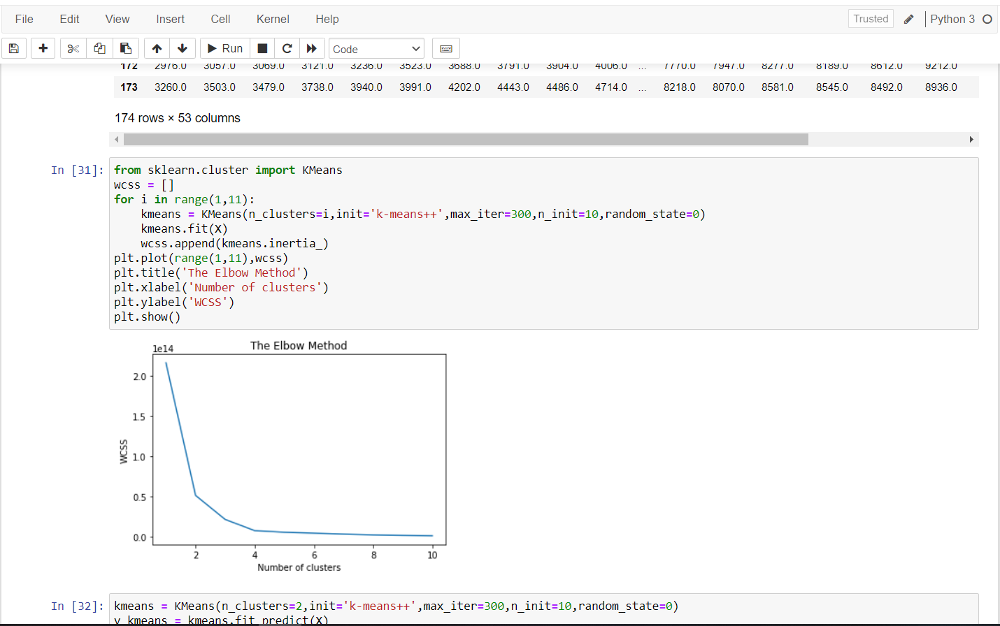 File Edit View Insert Cell Kernel Help Trusted Python 3
Run Code
172 2976.0 3057.0 3069.0 3121.0 3236.0 3523.0 3688.0 3791.0 3904.0 4006.0 ... 7770.0 7947.0 8277.0 8189.0 8612.0 9212.0
173 3260.0 3503.0 3479.0 3738.0 3940.0 3991.0 4202.0 4443.0 4486.0 4714.0 ... 8218.0 8070.0 8581.0 8545.0 8492.0 8936.0
174 rows × 53 columns
In [31]: from sklearn.cluster import KMeans
wcss = []
for i in range(1,11):
    kmeans = KMeans(n_clusters=i,init='k-means++',max_iter=300,n_init=10,random_state=0)
    kmeans.fit(X)
    wcss.append(kmeans.inertia_)
plt.plot(range(1,11),wcss)
plt.title('The Elbow Method')
plt.xlabel('Number of clusters')
plt.ylabel('WCSS')
plt.show()
The Elbow Method
1e14
2.0
1.5
1.0
0.5
0.0
WCSS
2 4 6 8 10
Number of clusters
In [32]: kmeans = KMeans(n_clusters=2,init='k-means++',max_iter=300,n_init=10,random_state=0)
y_kmeans = kmeans.fit_predict(X)